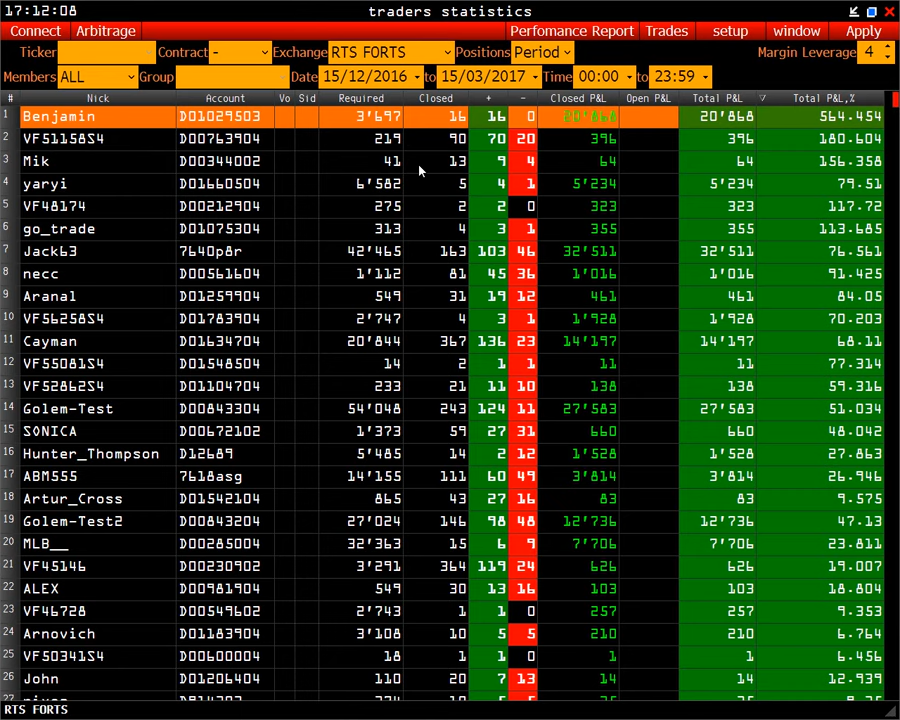 17:12:08 traders statistics
Connect Arbitrage Perfomance Report Trades setup window Apply
Ticker Contract - Exchange RTS FORTS Positions Period Margin Leverage 4
Members ALL Group Date 15/12/2016 to 15/03/2017 Time 00:00 to 23:59
# Nick Account Vo Sid Required Closed + - Closed P&L Open P&L Total P&L ▽ Total P&L,%
1 Benjamin D01029503 3'697 16 16 0 20'868 20'868 564.454
2 VF51158S4 D00763904 219 90 70 20 396 396 180.604
3 Mik D00344002 41 13 9 4 64 64 156.358
4 yaryi D01660504 6'582 5 4 1 5'234 5'234 79.51
5 VF48174 D00212904 275 2 2 0 323 323 117.72
6 go_trade D01075304 313 4 3 1 355 355 113.685
7 Jack63 7640p8r 42'465 163 103 46 32'511 32'511 76.561
8 necc D00561604 1'112 81 45 36 1'016 1'016 91.425
9 Aranal D01259904 549 31 19 12 461 461 84.05
10 VF56258S4 D01783904 2'747 4 3 1 1'928 1'928 70.203
11 Cayman D01634704 20'844 367 136 23 14'197 14'197 68.11
12 VF55081S4 D01548504 14 2 1 1 11 11 77.314
13 VF52862S4 D01104704 233 21 11 10 138 138 59.316
14 Golem-Test D00843304 54'048 243 124 11 27'583 27'583 51.034
15 SONICA D00672102 1'373 59 27 31 660 660 48.042
16 Hunter_Thompson D12689 5'485 14 2 12 1'528 1'528 27.863
17 ABM555 7618asg 14'155 111 60 49 3'814 3'814 26.946
18 Artur_Cross D01542104 865 43 27 16 83 83 9.575
19 Golem-Test2 D00843204 27'024 146 98 48 12'736 12'736 47.13
20 MLB__ D00285004 32'363 15 6 9 7'706 7'706 23.811
21 VF45146 D00230902 3'291 364 119 24 626 626 19.007
22 ALEX D00981904 549 30 13 16 103 103 18.804
23 VF46728 D00549602 2'743 1 1 0 257 257 9.353
24 Arnovich D01183904 3'108 10 5 5 210 210 6.764
25 VF50341S4 D00600004 18 1 1 0 1 1 6.456
26 John D01206404 110 20 7 13 14 14 12.939
27
RTS FORTS